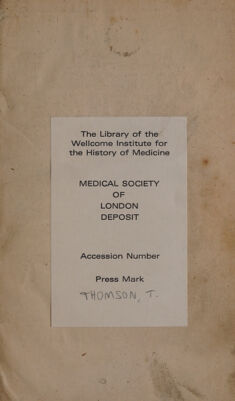 The Library of the
Wellcome Institute for
the History of Medicine
MEDICAL SOCIETY
OF
LONDON
DEPOSIT
Accession Number
Press Mark
THOMSON, T.